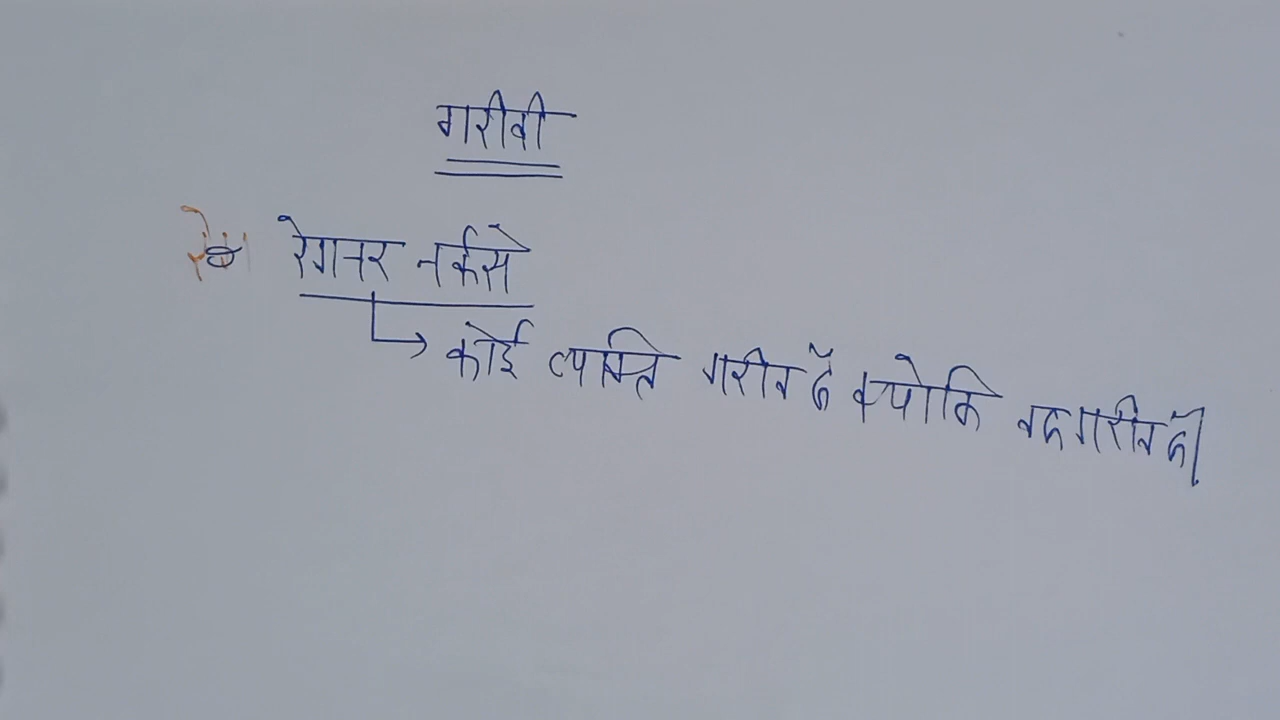 गरीबी
रेगनर नर्कसे
कोई व्यक्ति गरीब है क्योकि वह गरीब है।